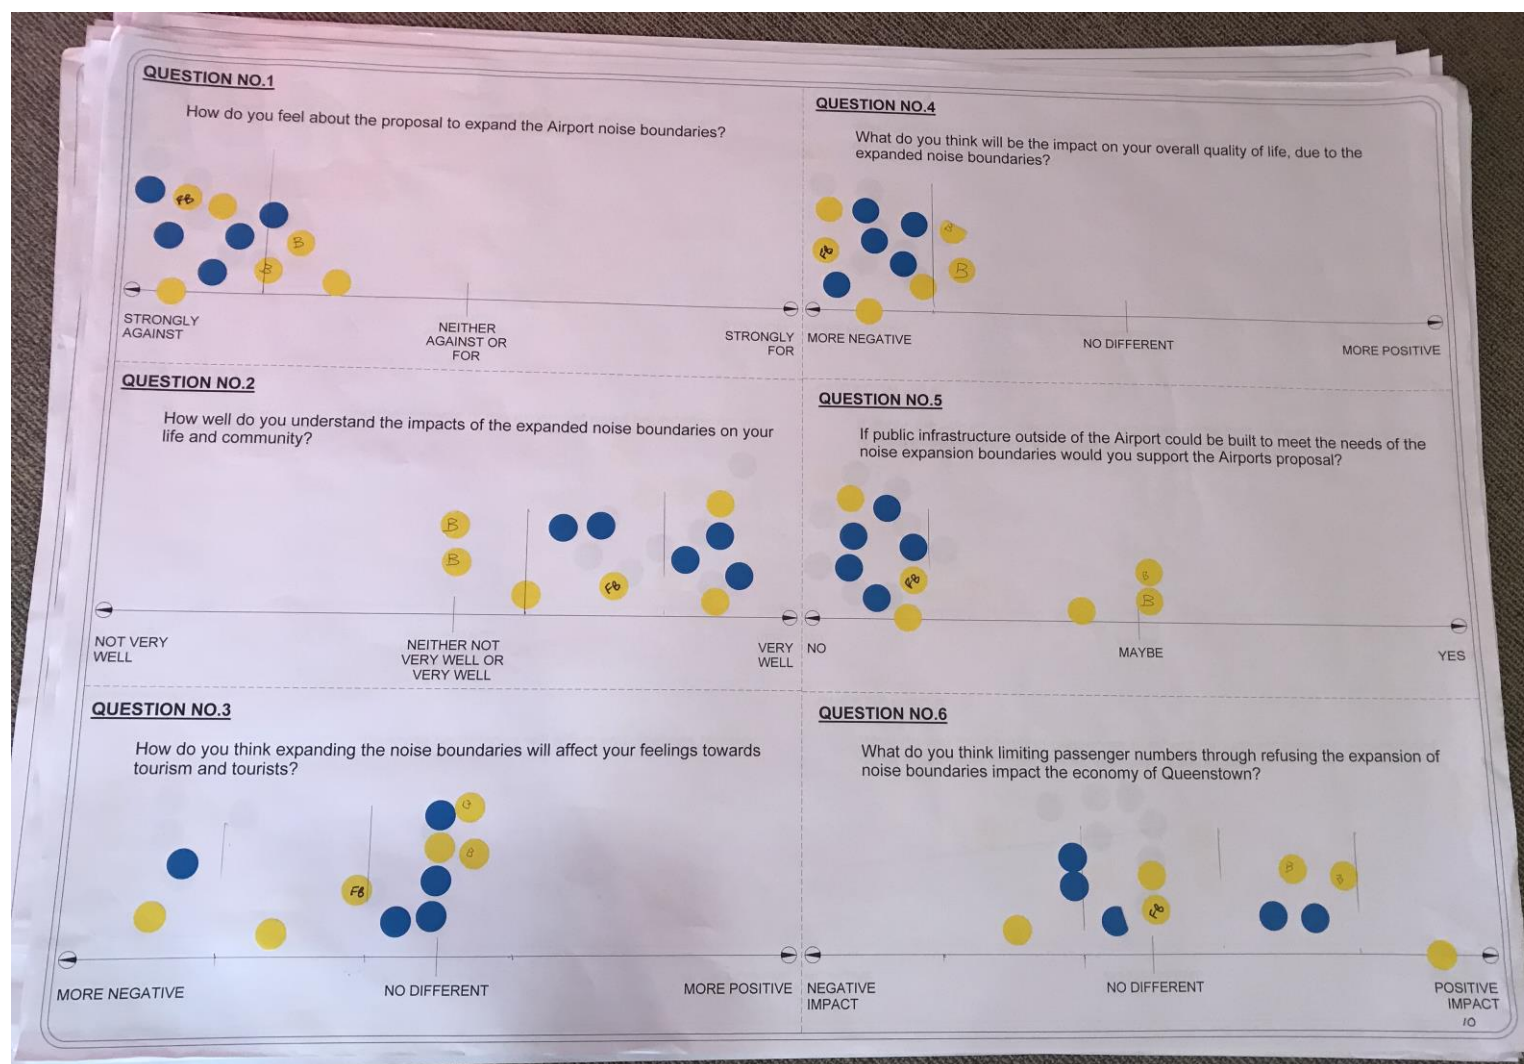 QUESTION NO.1
How do you feel about the proposal to expand the Airport noise boundaries?
FB
B
B
STRONGLY
AGAINST
NEITHER
AGAINST OR
FOR
STRONGLY
FOR
QUESTION NO.2
How well do you understand the impacts of the expanded noise boundaries on your
life and community?
B
B
FB
NOT VERY
WELL
NEITHER NOT
VERY WELL OR
VERY WELL
VERY
WELL
QUESTION NO.3
How do you think expanding the noise boundaries will affect your feelings towards
tourism and tourists?
B
B
FB
MORE NEGATIVE
NO DIFFERENT
MORE POSITIVE
QUESTION NO.4
What do you think will be the impact on your overall quality of life, due to the
expanded noise boundaries?
B
FB
B
MORE NEGATIVE
NO DIFFERENT
MORE POSITIVE
QUESTION NO.5
If public infrastructure outside of the Airport could be built to meet the needs of the
noise expansion boundaries would you support the Airports proposal?
B
FB
B
NO
MAYBE
YES
QUESTION NO.6
What do you think limiting passenger numbers through refusing the expansion of
noise boundaries impact the economy of Queenstown?
B
B
FB
NEGATIVE
IMPACT
NO DIFFERENT
POSITIVE
IMPACT
10